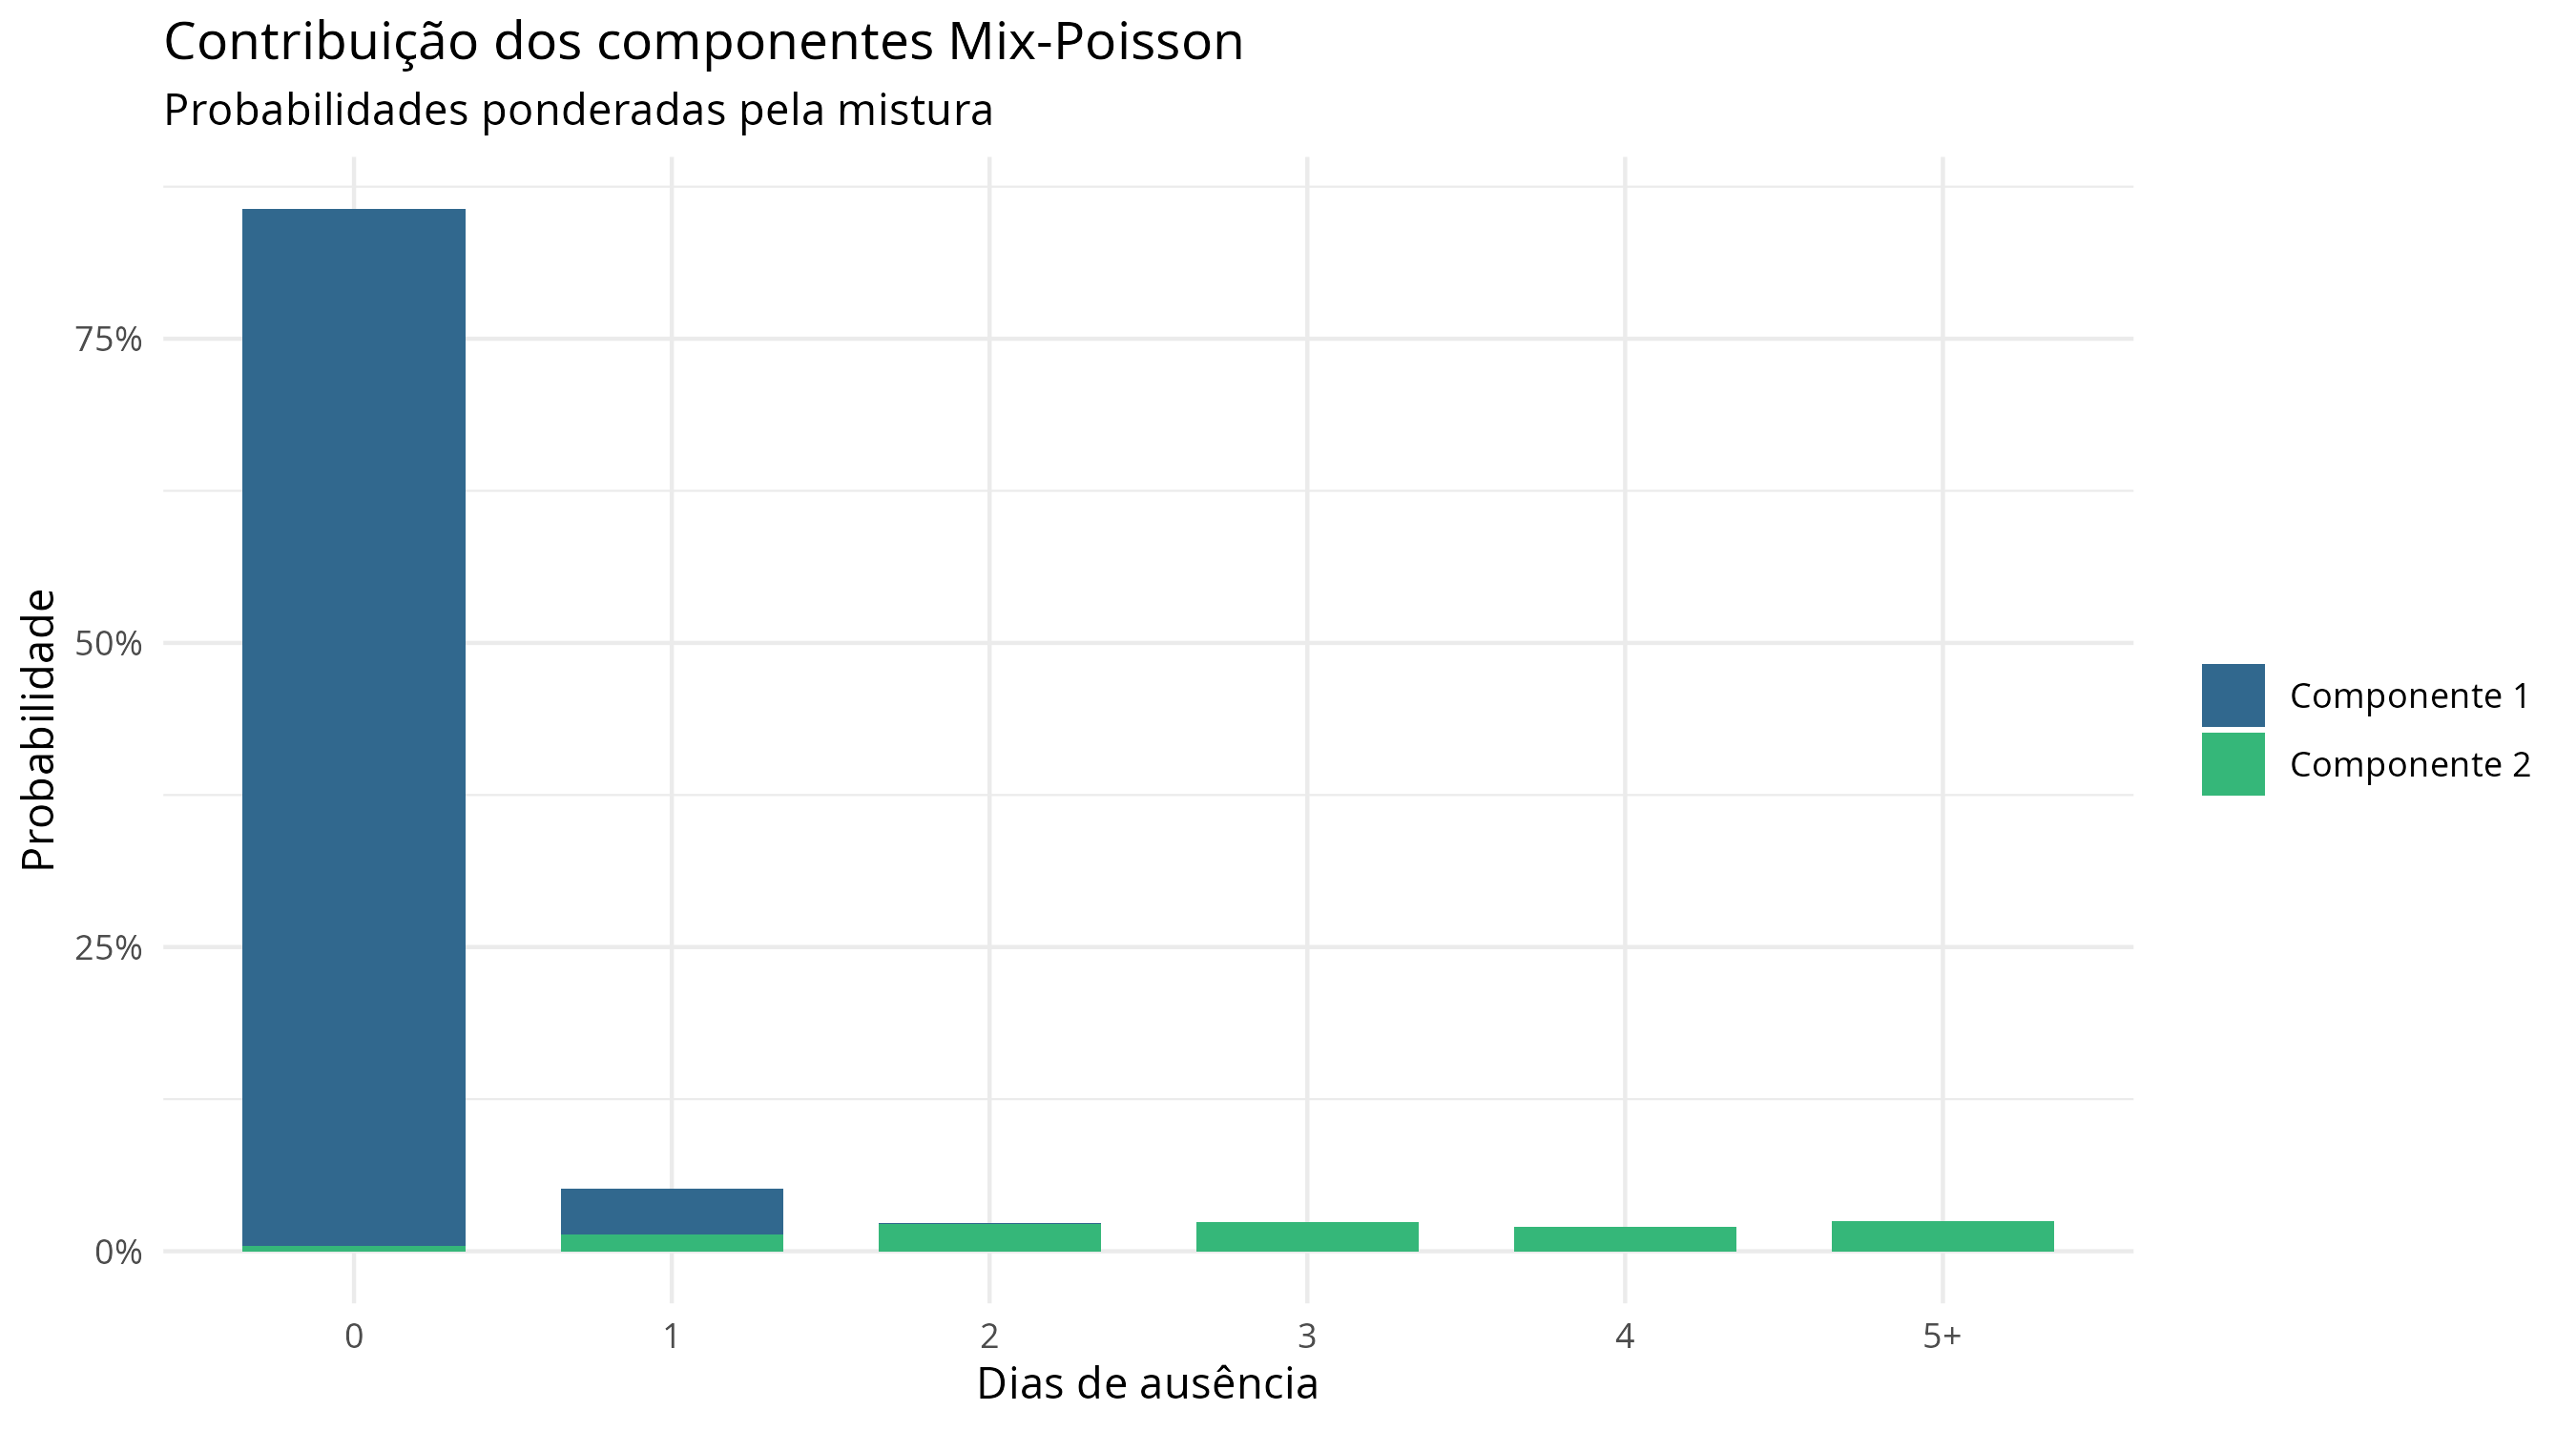 Contribuição dos componentes Mix-Poisson
Probabilidades ponderadas pela mistura
Probabilidade
75%
50%
25%
0%
0
1
2
3
4
5+
Dias de ausência
Componente 1
Componente 2